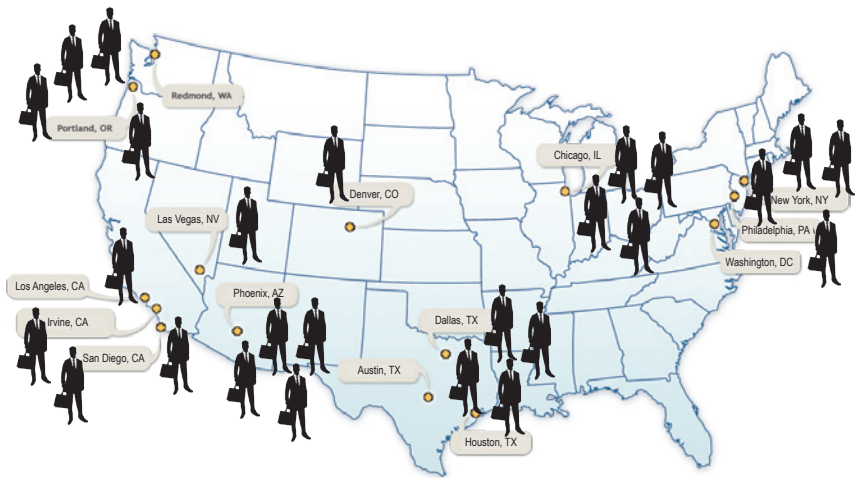 Redmond, WA
Portland, OR
Chicago, IL
Denver, CO
Las Vegas, NV
New York, NY
Philadelphia, PA
Washington, DC
Los Angeles, CA
Phoenix, AZ
Irvine, CA
Dallas, TX
San Diego, CA
Austin, TX
Houston, TX